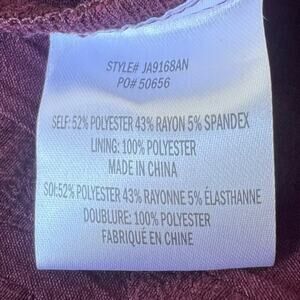 STYLE# JA9168AN
PO# 50656
SELF: 52% POLYESTER 43% RAYON 5% SPANDEX
LINING: 100% POLYESTER
MADE IN CHINA
SOI:52% POLYESTER 43% RAYONNE 5% ÉLASTHANNE
DOUBLURE: 100% POLYESTER
FABRIQUÉ EN CHINE